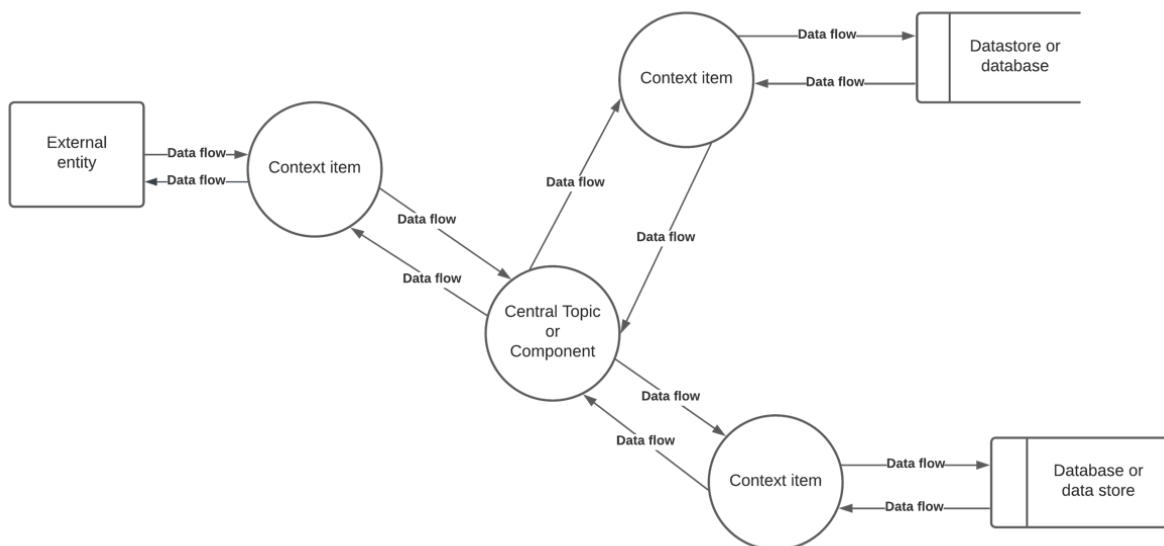 External
entity
Data flow
Data flow
Context item
Data flow
Data flow
Central Topic
or
Component
Data flow
Data flow
Context item
Data flow
Data flow
Datastore or
database
Data flow
Data flow
Context item
Data flow
Data flow
Database or
data store